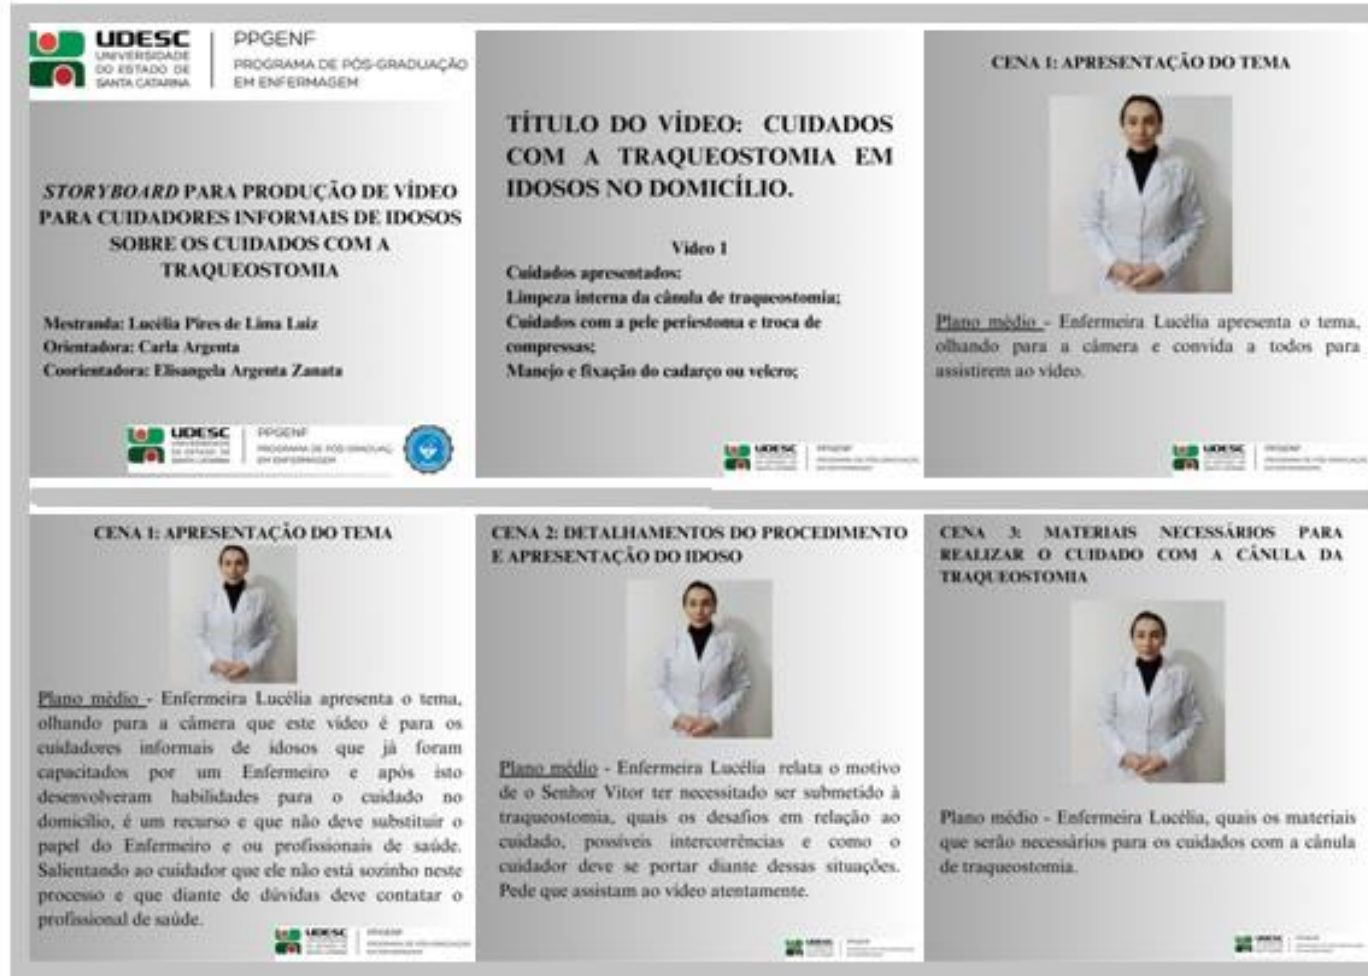 UDESC
UNIVERSIDADE
DO ESTADO DE
SANTA CATARINA
PPGENF
PROGRAMA DE PÓS-GRADUAÇÃO
EM ENFERMAGEM
STORYBOARD PARA PRODUÇÃO DE VÍDEO
PARA CUIDADORES INFORMAIS DE IDOSOS
SOBRE OS CUIDADOS COM A
TRAQUEOSTOMIA
Mestranda: Lucélia Pires de Lima Luiz
Orientadora: Carla Argenta
Coorientadora: Elisangela Argenta Zanata
UDESC
PPGENF
TÍTULO DO VÍDEO: CUIDADOS
COM A TRAQUEOSTOMIA EM
IDOSOS NO DOMICÍLIO.
Vídeo 1
Cuidados apresentados:
Limpeza interna da cânula de traqueostomia;
Cuidados com a pele periestoma e troca de
compressas;
Manejo e fixação do cadarço ou velcro;
UDESC
CENA 1: APRESENTAÇÃO DO TEMA
Plano médio - Enfermeira Lucélia apresenta o tema,
olhando para a câmera e convida a todos para
assistirem ao vídeo.
UDESC
CENA 1: APRESENTAÇÃO DO TEMA
Plano médio - Enfermeira Lucélia apresenta o tema,
olhando para a câmera que este vídeo é para os
cuidadores informais de idosos que já foram
capacitados por um Enfermeiro e após isto
desenvolveram habilidades para o cuidado no
domicílio, é um recurso e que não deve substituir o
papel do Enfermeiro e ou profissionais de saúde.
Salientando ao cuidador que ele não está sozinho neste
processo e que diante de dúvidas deve contatar o
profissional de saúde.
UDESC
CENA 2: DETALHAMENTOS DO PROCEDIMENTO
E APRESENTAÇÃO DO IDOSO
Plano médio - Enfermeira Lucélia relata o motivo
de o Senhor Vitor ter necessitado ser submetido à
traqueostomia, quais os desafios em relação ao
cuidado, possíveis intercorrências e como o
cuidador deve se portar diante dessas situações.
Pede que assistam ao vídeo atentamente.
UDESC
CENA 3: MATERIAIS NECESSÁRIOS PARA
REALIZAR O CUIDADO COM A CÂNULA DA
TRAQUEOSTOMIA
Plano médio - Enfermeira Lucélia, quais os materiais
que serão necessários para os cuidados com a cânula
de traqueostomia.
UDESC